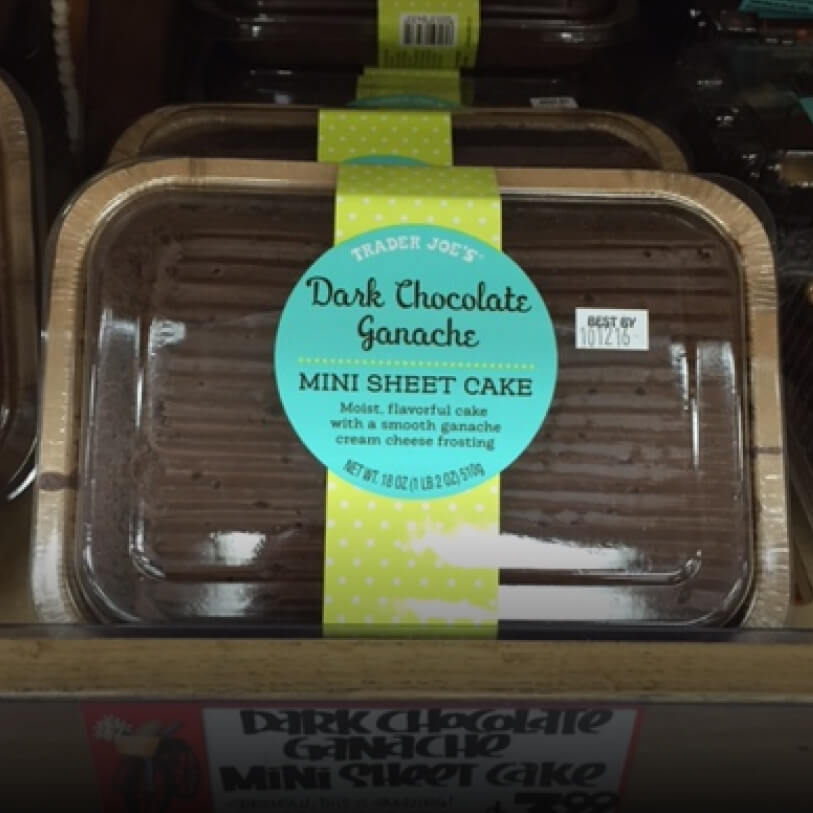 TRADER JOE'S
Dark Chocolate
Ganache
MINI SHEET CAKE
Moist, flavorful cake
with a smooth ganache
cream cheese frosting
NET WT. 18 OZ (1 LB 2 OZ) 510g
BEST BY
101216
DARK CHOCOLATE
GANACHE
MiNi SHEET CAKE